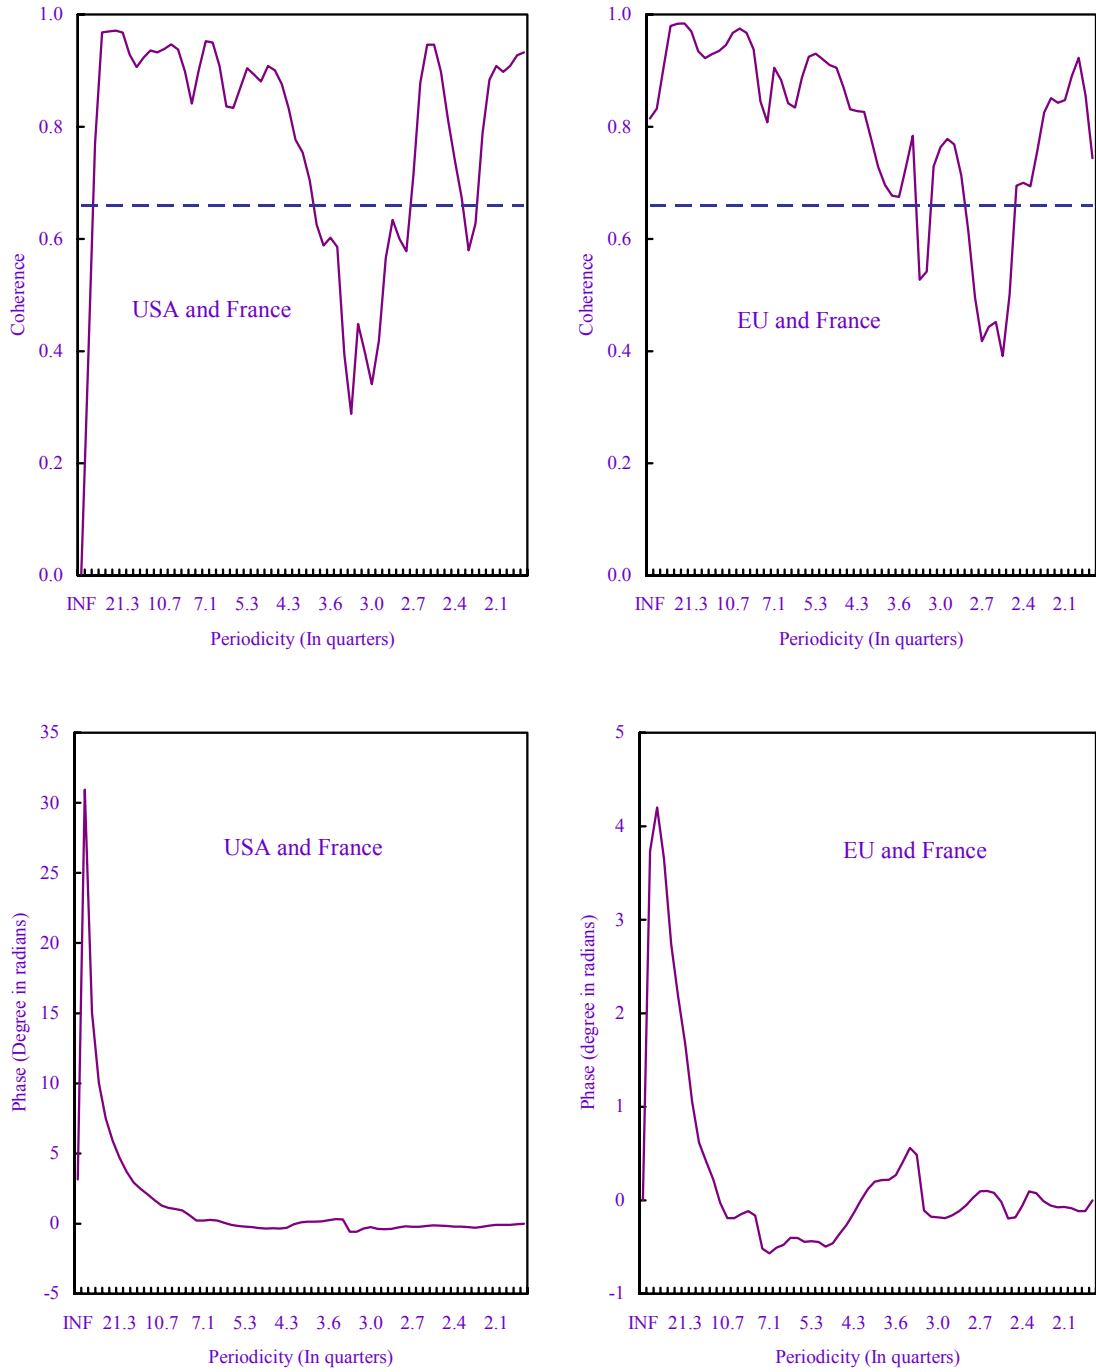 1.0
0.8
0.6
0.4
0.2
0.0
Coherence
USA and France
INF 21.3 10.7 7.1 5.3 4.3 3.6 3.0 2.7 2.4 2.1
Periodicity (In quarters)
1.0
0.8
0.6
0.4
0.2
0.0
Coherence
EU and France
INF 21.3 10.7 7.1 5.3 4.3 3.6 3.0 2.7 2.4 2.1
Periodicity (In quarters)
35
30
25
20
15
10
5
0
-5
Phase (Degree in radians)
USA and France
INF 21.3 10.7 7.1 5.3 4.3 3.6 3.0 2.7 2.4 2.1
Periodicity (In quarters)
5
4
3
2
1
0
-1
Phase (degree in radians)
EU and France
INF 21.3 10.7 7.1 5.3 4.3 3.6 3.0 2.7 2.4 2.1
Periodicity (In quarters)